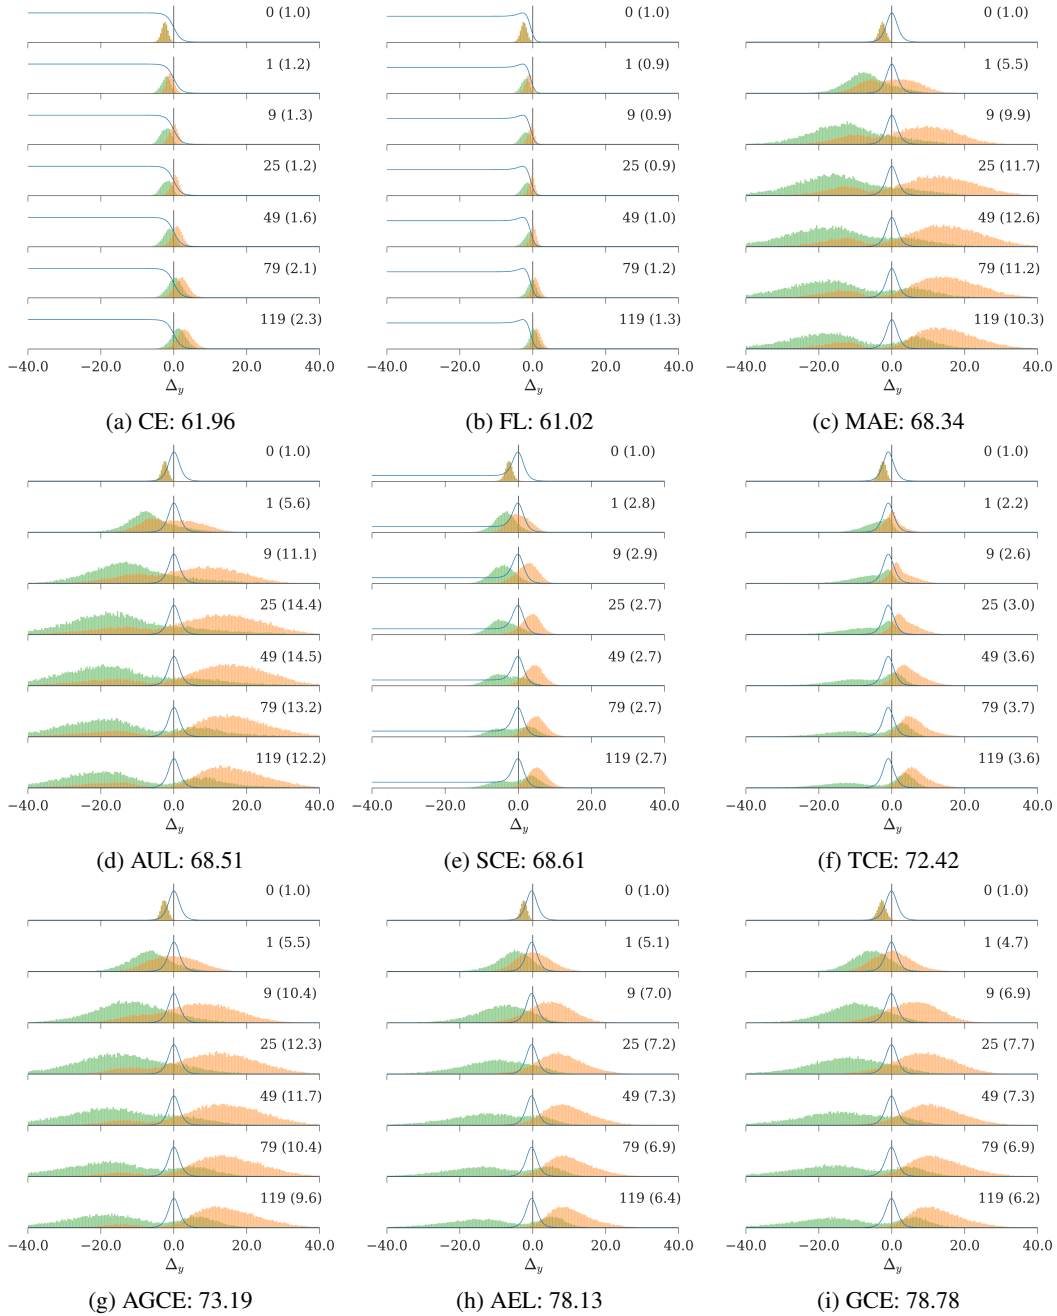 0 (1.0)
1 (1.2)
9 (1.3)
25 (1.2)
49 (1.6)
79 (2.1)
119 (2.3)
−40.0 −20.0 0.0 20.0 40.0
Δy
(a) CE: 61.96
0 (1.0)
1 (0.9)
9 (0.9)
25 (0.9)
49 (1.0)
79 (1.2)
119 (1.3)
−40.0 −20.0 0.0 20.0 40.0
Δy
(b) FL: 61.02
0 (1.0)
1 (5.5)
9 (9.9)
25 (11.7)
49 (12.6)
79 (11.2)
119 (10.3)
−40.0 −20.0 0.0 20.0 40.0
Δy
(c) MAE: 68.34
0 (1.0)
1 (5.6)
9 (11.1)
25 (14.4)
49 (14.5)
79 (13.2)
119 (12.2)
−40.0 −20.0 0.0 20.0 40.0
Δy
(d) AUL: 68.51
0 (1.0)
1 (2.8)
9 (2.9)
25 (2.7)
49 (2.7)
79 (2.7)
119 (2.7)
−40.0 −20.0 0.0 20.0 40.0
Δy
(e) SCE: 68.61
0 (1.0)
1 (2.2)
9 (2.6)
25 (3.0)
49 (3.6)
79 (3.7)
119 (3.6)
−40.0 −20.0 0.0 20.0 40.0
Δy
(f) TCE: 72.42
0 (1.0)
1 (5.5)
9 (10.4)
25 (12.3)
49 (11.7)
79 (10.4)
119 (9.6)
−40.0 −20.0 0.0 20.0 40.0
Δy
(g) AGCE: 73.19
0 (1.0)
1 (5.1)
9 (7.0)
25 (7.2)
49 (7.3)
79 (6.9)
119 (6.4)
−40.0 −20.0 0.0 20.0 40.0
Δy
(h) AEL: 78.13
0 (1.0)
1 (4.7)
9 (6.9)
25 (7.7)
49 (7.3)
79 (6.9)
119 (6.2)
−40.0 −20.0 0.0 20.0 40.0
Δy
(i) GCE: 78.78